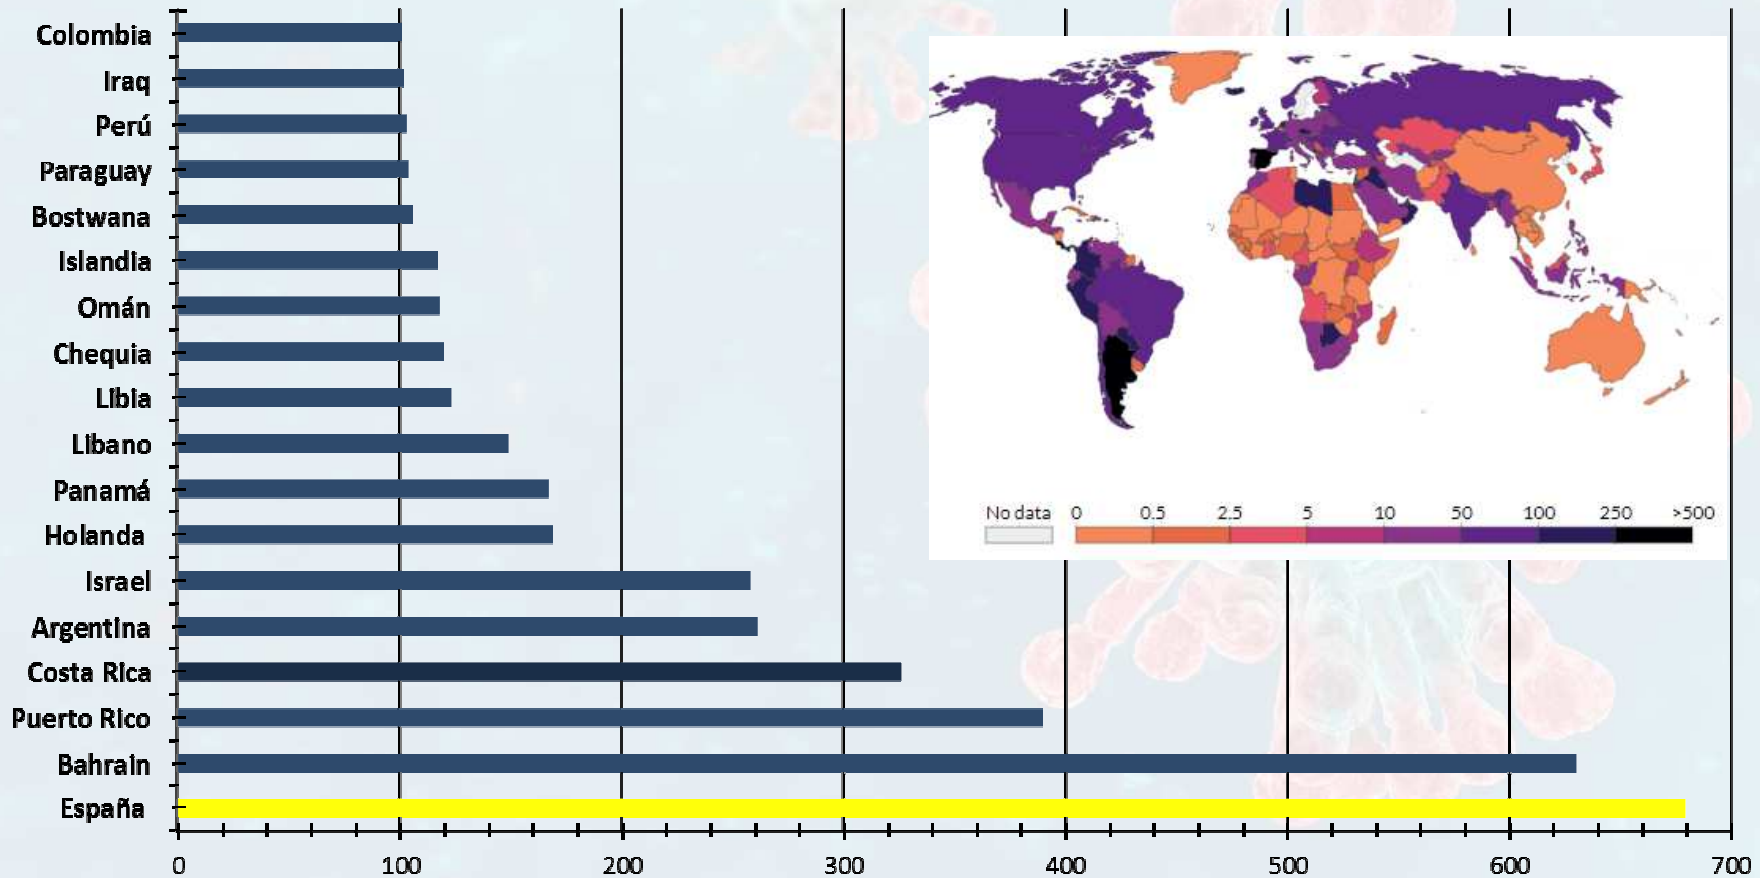 Colombia
Iraq
Perú
Paraguay
Bostwana
Islandia
Omán
Chequia
Libia
Libano
Panamá
Holanda
Israel
Argentina
Costa Rica
Puerto Rico
Bahrain
España
0 100 200 300 400 500 600 700
No data 0 0.5 2.5 5 10 50 100 250 >500